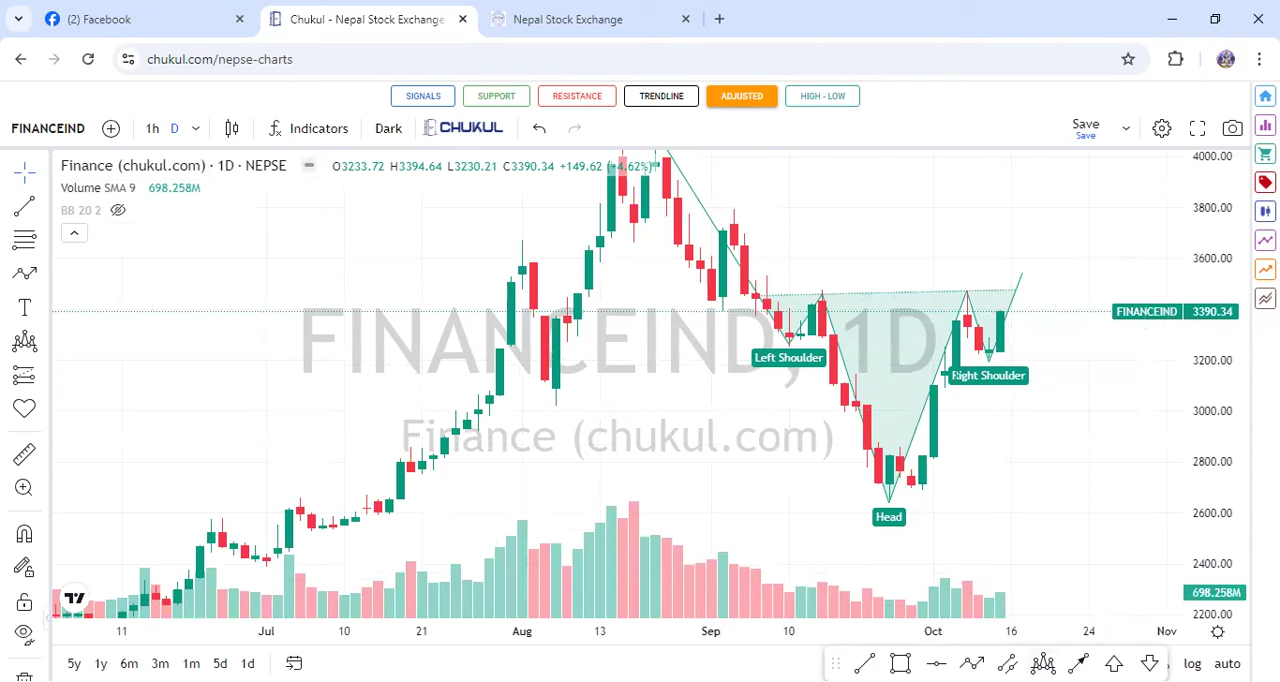 (2) Facebook
Chukul - Nepal Stock Exchange
Nepal Stock Exchange
chukul.com/nepse-charts
SIGNALS SUPPORT RESISTANCE TRENDLINE ADJUSTED HIGH - LOW
FINANCEIND 1h D Indicators Dark CHUKUL Save
Save
Finance (chukul.com) · 1D · NEPSE O3233.72 H3394.64 L3230.21 C3390.34 +149.62 (+4.62%)
Volume SMA 9 698.258M
BB 20 2
4000.00
3800.00
3600.00
FINANCEIND 3390.34
3200.00
3000.00
2800.00
2600.00
2400.00
698.258M
2200.00
FINANCEIND, 1D
Finance (chukul.com)
Left Shoulder
Right Shoulder
Head
11 Jul 10 21 Aug 13 Sep 10 Oct 16 24 Nov
5y 1y 6m 3m 1m 5d 1d
log auto